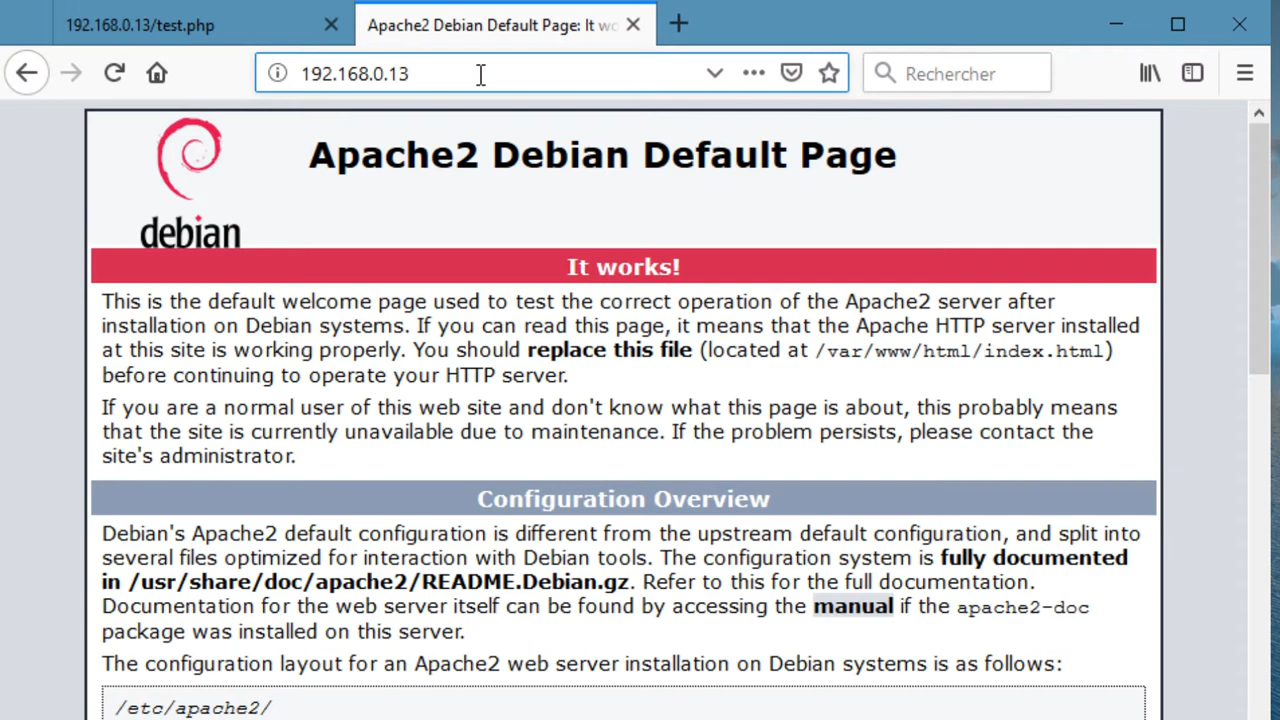 192.168.0.13/test.php
Apache2 Debian Default Page: It wo
192.168.0.13
Rechercher
debian
Apache2 Debian Default Page
It works!
This is the default welcome page used to test the correct operation of the Apache2 server after
installation on Debian systems. If you can read this page, it means that the Apache HTTP server installed
at this site is working properly. You should replace this file (located at /var/www/html/index.html)
before continuing to operate your HTTP server.
If you are a normal user of this web site and don't know what this page is about, this probably means
that the site is currently unavailable due to maintenance. If the problem persists, please contact the
site's administrator.
Configuration Overview
Debian's Apache2 default configuration is different from the upstream default configuration, and split into
several files optimized for interaction with Debian tools. The configuration system is fully documented
in /usr/share/doc/apache2/README.Debian.gz. Refer to this for the full documentation.
Documentation for the web server itself can be found by accessing the manual if the apache2-doc
package was installed on this server.
The configuration layout for an Apache2 web server installation on Debian systems is as follows:
/etc/apache2/